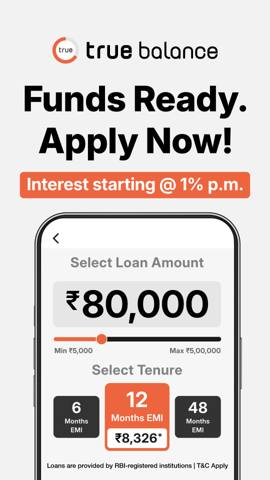 true true balance
Funds Ready.
Apply Now!
Interest starting @ 1% p.m.
Select Loan Amount
₹80,000
Min ₹5,000 Max ₹5,00,000
Select Tenure
6
Months
EMI
12
Months EMI
₹8,326*
48
Months
EMI
Loans are provided by RBI-registered institutions | T&C Apply